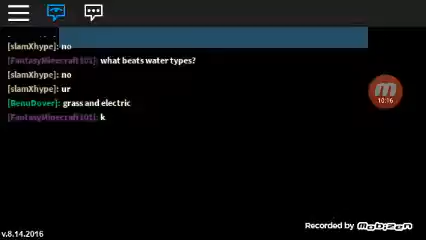 [slamXhype]: no
[FantasyMinecraft101]: what beats water types?
[slamXhype]: no
[slamXhype]: ur
[BenuDover]: grass and electric
[FantasyMinecraft101]: k
10:16
Recorded by mobizen
v.8.14.2016